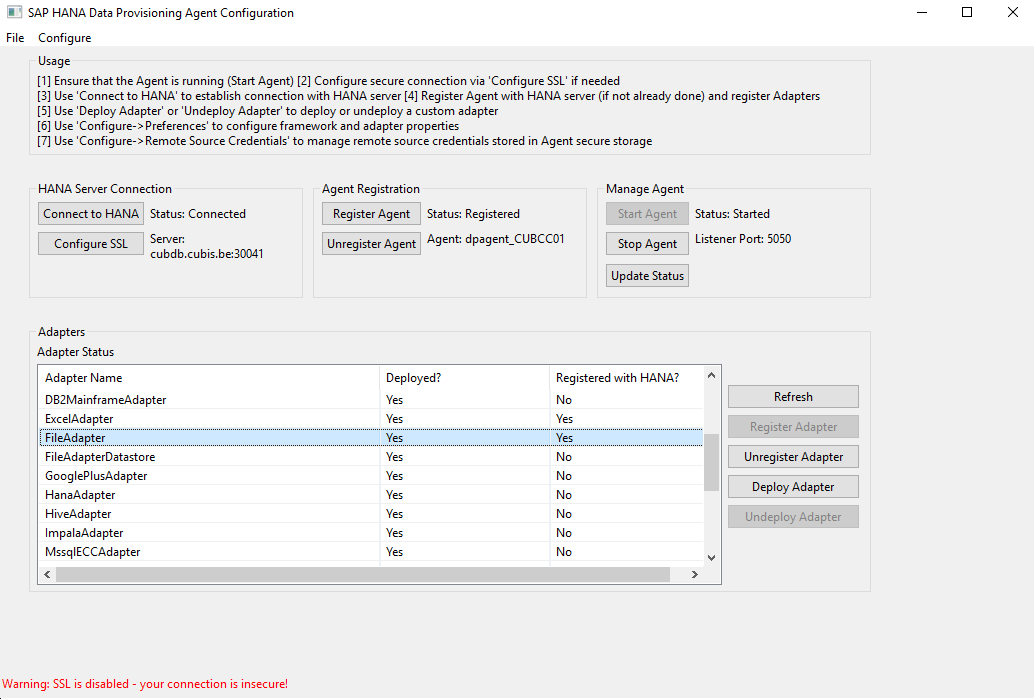 SAP HANA Data Provisioning Agent Configuration
File Configure
Usage
[1] Ensure that the Agent is running (Start Agent) [2] Configure secure connection via 'Configure SSL' if needed
[3] Use 'Connect to HANA' to establish connection with HANA server [4] Register Agent with HANA server (if not already done) and register Adapters
[5] Use 'Deploy Adapter' or 'Undeploy Adapter' to deploy or undeploy a custom adapter
[6] Use 'Configure->Preferences' to configure framework and adapter properties
[7] Use 'Configure->Remote Source Credentials' to manage remote source credentials stored in Agent secure storage
HANA Server Connection
Connect to HANA Status: Connected
Configure SSL Server:
cubdb.cubis.be:30041
Agent Registration
Register Agent Status: Registered
Unregister Agent Agent: dpagent_CUBCC01
Manage Agent
Start Agent Status: Started
Stop Agent Listener Port: 5050
Update Status
Adapters
Adapter Status
Adapter Name Deployed? Registered with HANA?
DB2MainframeAdapter Yes No
ExcelAdapter Yes Yes
FileAdapter Yes Yes
FileAdapterDatastore Yes No
GooglePlusAdapter Yes No
HanaAdapter Yes No
HiveAdapter Yes No
ImpalaAdapter Yes No
MssqlECCAdapter Yes No
Refresh
Register Adapter
Unregister Adapter
Deploy Adapter
Undeploy Adapter
Warning: SSL is disabled - your connection is insecure!